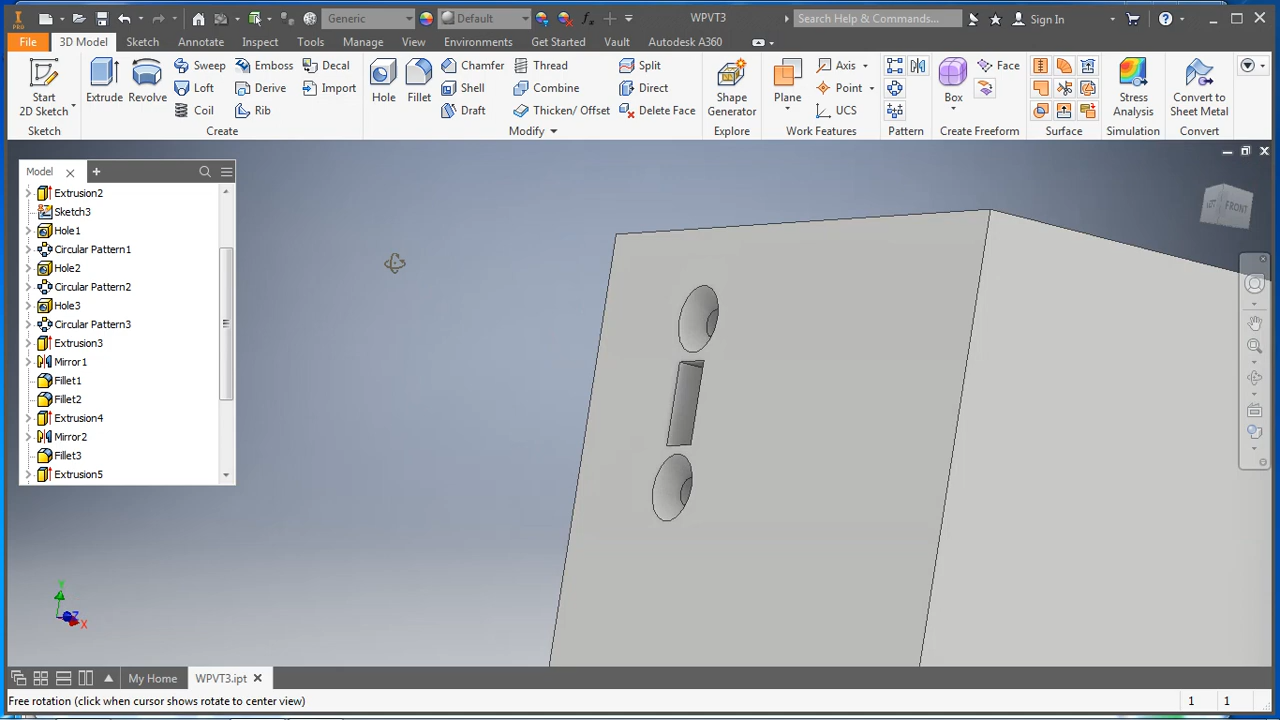 PRO
Generic
Default
WPVT3
Search Help & Commands...
Sign In
File
3D Model
Sketch
Annotate
Inspect
Tools
Manage
View
Environments
Get Started
Vault
Autodesk A360
Start
2D Sketch
Sketch
Extrude
Revolve
Sweep
Loft
Coil
Emboss
Derive
Rib
Decal
Import
Create
Hole
Fillet
Chamfer
Shell
Draft
Thread
Combine
Thicken/ Offset
Split
Direct
Delete Face
Modify
Shape
Generator
Explore
Plane
Axis
Point
UCS
Work Features
Pattern
Box
Face
Create Freeform
Surface
Stress
Analysis
Simulation
Convert to
Sheet Metal
Convert
Model
Extrusion2
Sketch3
Hole1
Circular Pattern1
Hole2
Circular Pattern2
Hole3
Circular Pattern3
Extrusion3
Mirror1
Fillet1
Fillet2
Extrusion4
Mirror2
Fillet3
Extrusion5
FRONT
Y
Z
X
My Home
WPVT3.ipt
Free rotation (click when cursor shows rotate to center view)
1
1